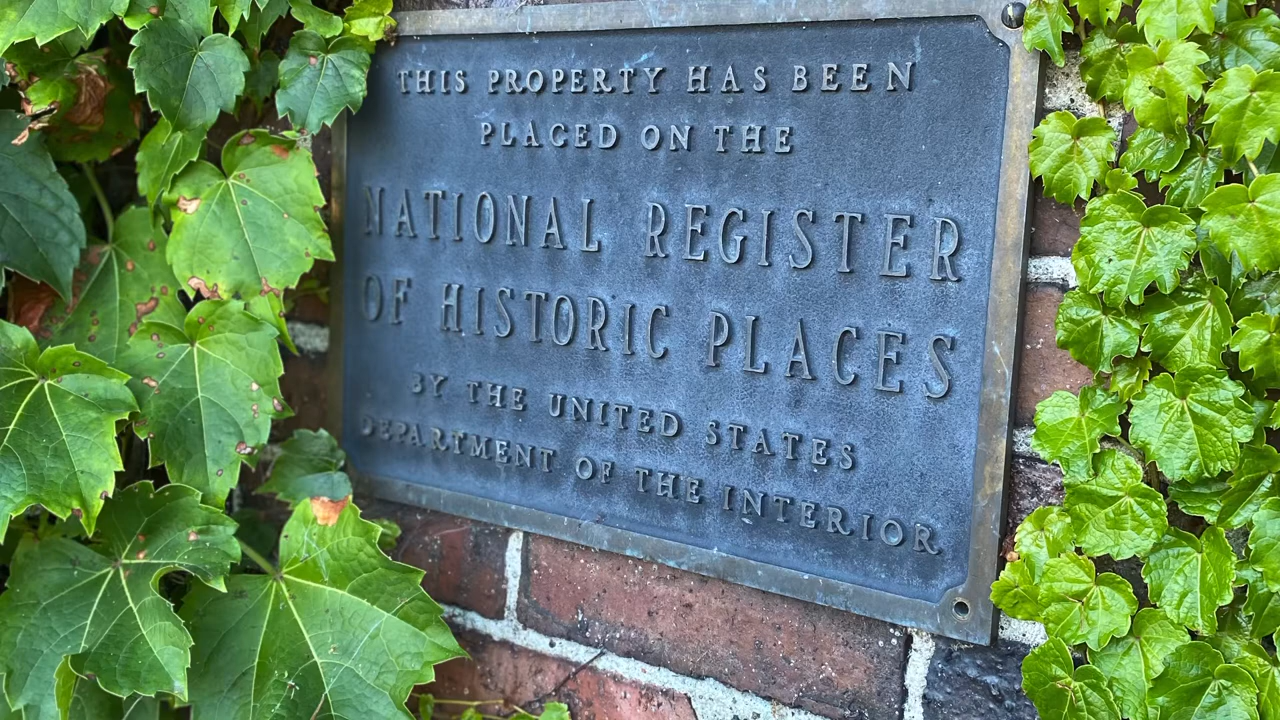 THIS PROPERTY HAS BEEN
PLACED ON THE
NATIONAL REGISTER
OF HISTORIC PLACES
BY THE UNITED STATES
DEPARTMENT OF THE INTERIOR